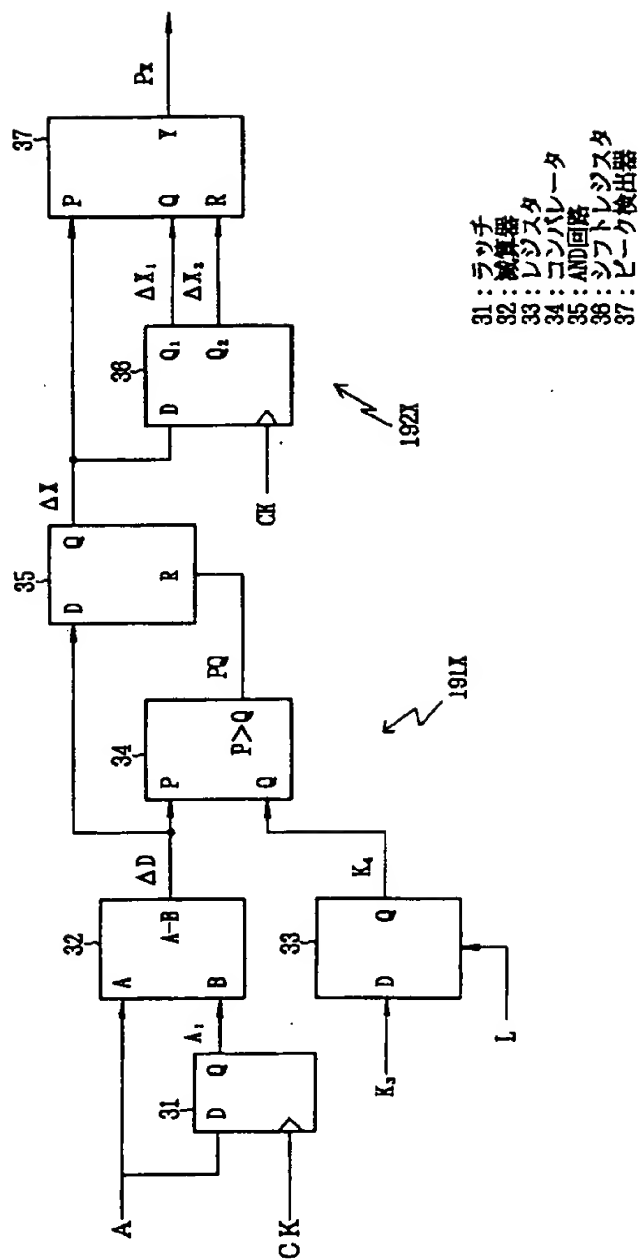 A
CK
31
D
Q
A₁
32
A
B
A-B
ΔD
K₃
L
33
D
Q
K₄
34
P
Q
P>Q
PQ
191X
35
D
Q
R
ΔX
CK
36
D
Q₁
Q₂
ΔX₁
ΔX₂
192X
37
P
Q
R
Y
Px
31:ラッチ
32:減算器
33:レジスタ
34:コンパレータ
35:AND回路
36:シフトレジスタ
37:ピーク検出器